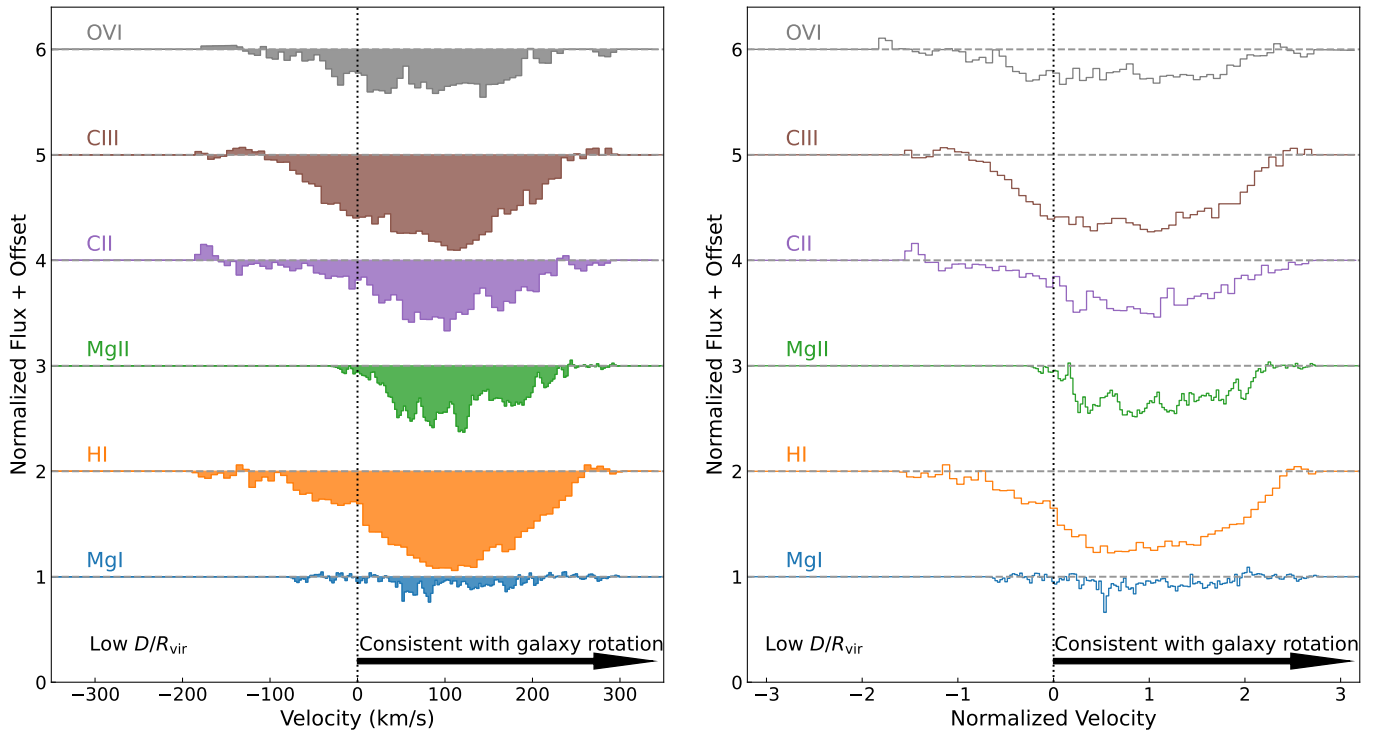 OVI
CIII
CII
MgII
HI
MgI
6
5
4
3
2
1
0
Normalized Flux + Offset
Low D/Rvir
Consistent with galaxy rotation
−300
−200
−100
0
100
200
300
Velocity (km/s)
OVI
CIII
CII
MgII
HI
MgI
6
5
4
3
2
1
0
Normalized Flux + Offset
Low D/Rvir
Consistent with galaxy rotation
−3
−2
−1
0
1
2
3
Normalized Velocity